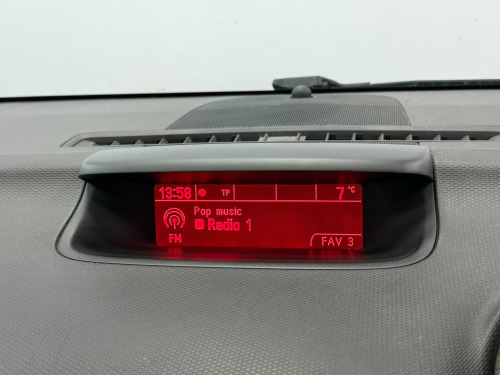 13:58 TP 7 °C
Pop music
Radio 1
FM FAV 3